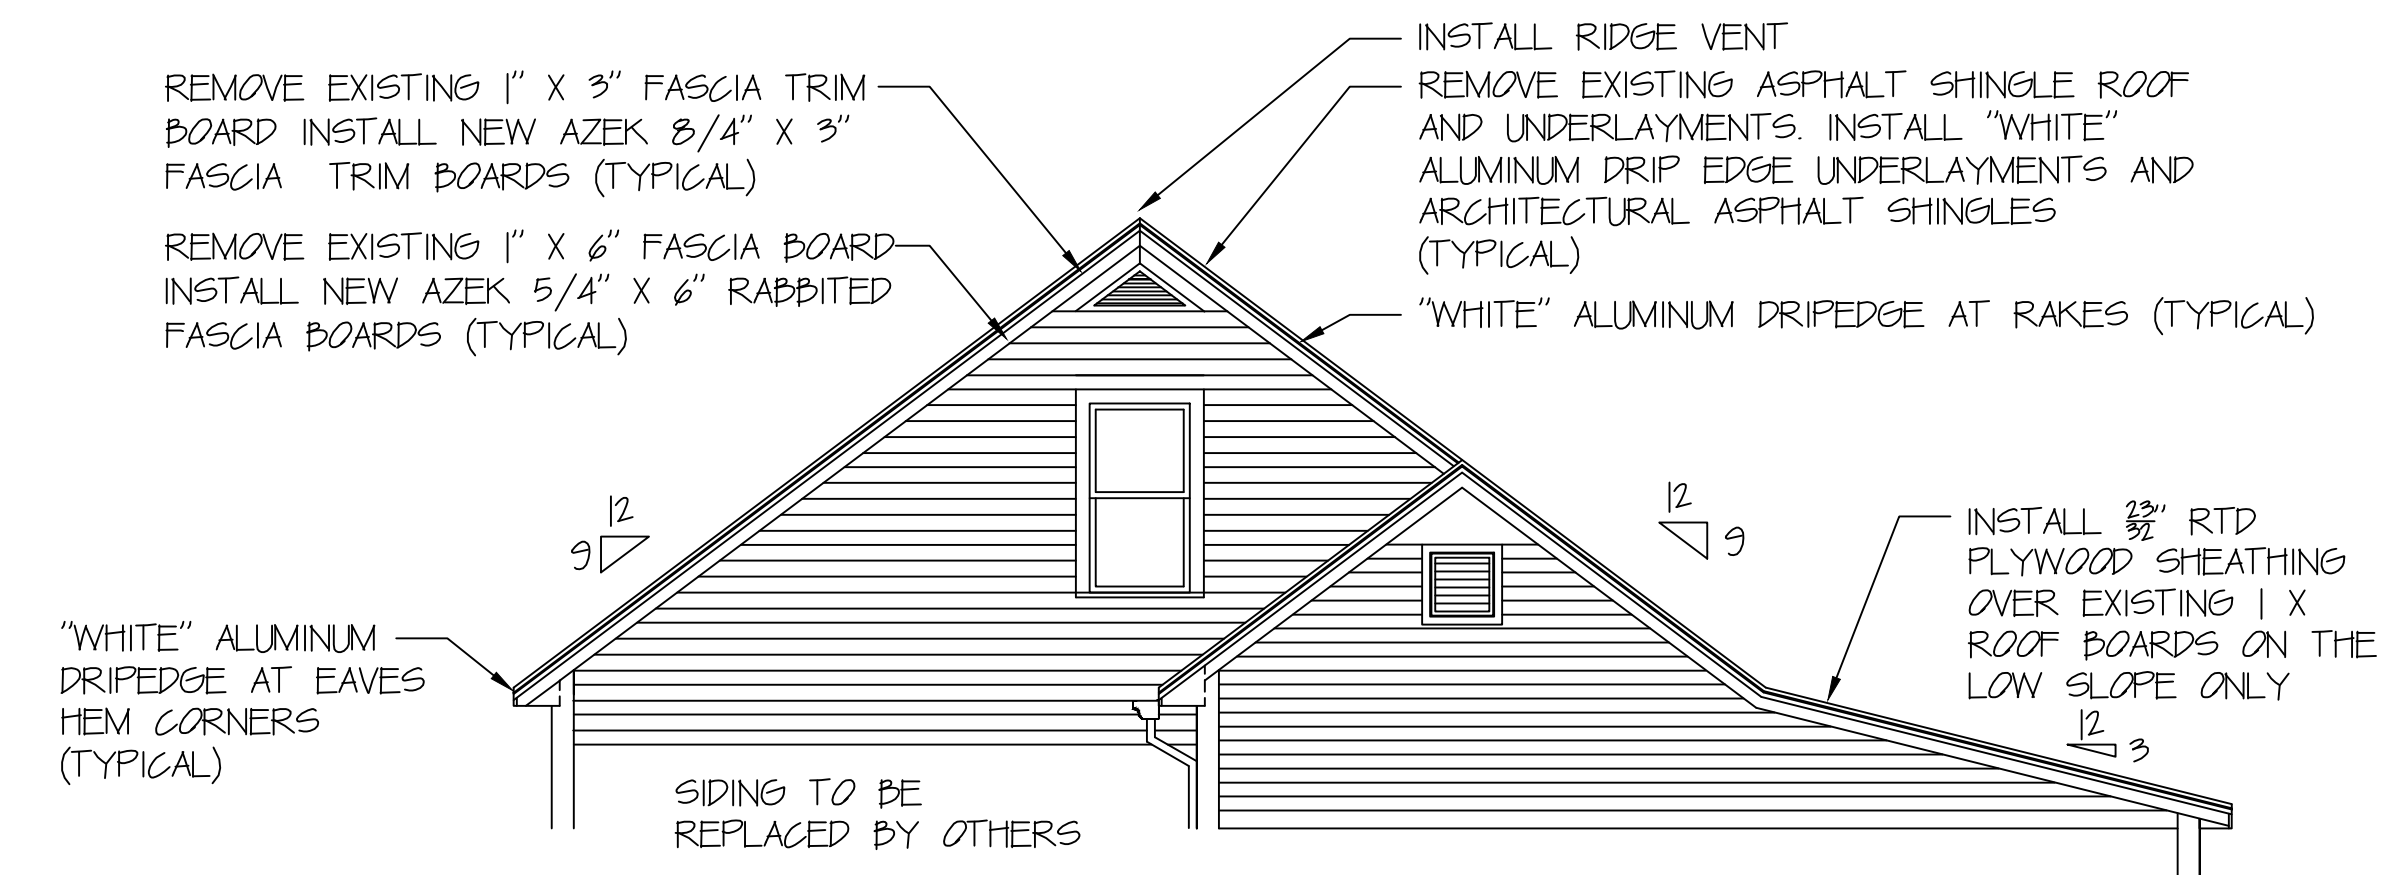 INSTALL RIDGE VENT
REMOVE EXISTING 1" X 3" FASCIA TRIM
BOARD INSTALL NEW AZEK 8/4" X 3"
FASCIA TRIM BOARDS (TYPICAL)
REMOVE EXISTING ASPHALT SHINGLE ROOF
AND UNDERLAYMENTS. INSTALL "WHITE"
ALUMINUM DRIP EDGE UNDERLAYMENTS AND
ARCHITECTURAL ASPHALT SHINGLES
(TYPICAL)
REMOVE EXISTING 1" X 6" FASCIA BOARD
INSTALL NEW AZEK 5/4" X 6" RABBITED
FASCIA BOARDS (TYPICAL)
"WHITE" ALUMINUM DRIPEDGE AT RAKES (TYPICAL)
12
9
12
9
INSTALL 23/32" RTD
PLYWOOD SHEATHING
OVER EXISTING 1 X
ROOF BOARDS ON THE
LOW SLOPE ONLY
"WHITE" ALUMINUM
DRIPEDGE AT EAVES
HEM CORNERS
(TYPICAL)
12
3
SIDING TO BE
REPLACED BY OTHERS